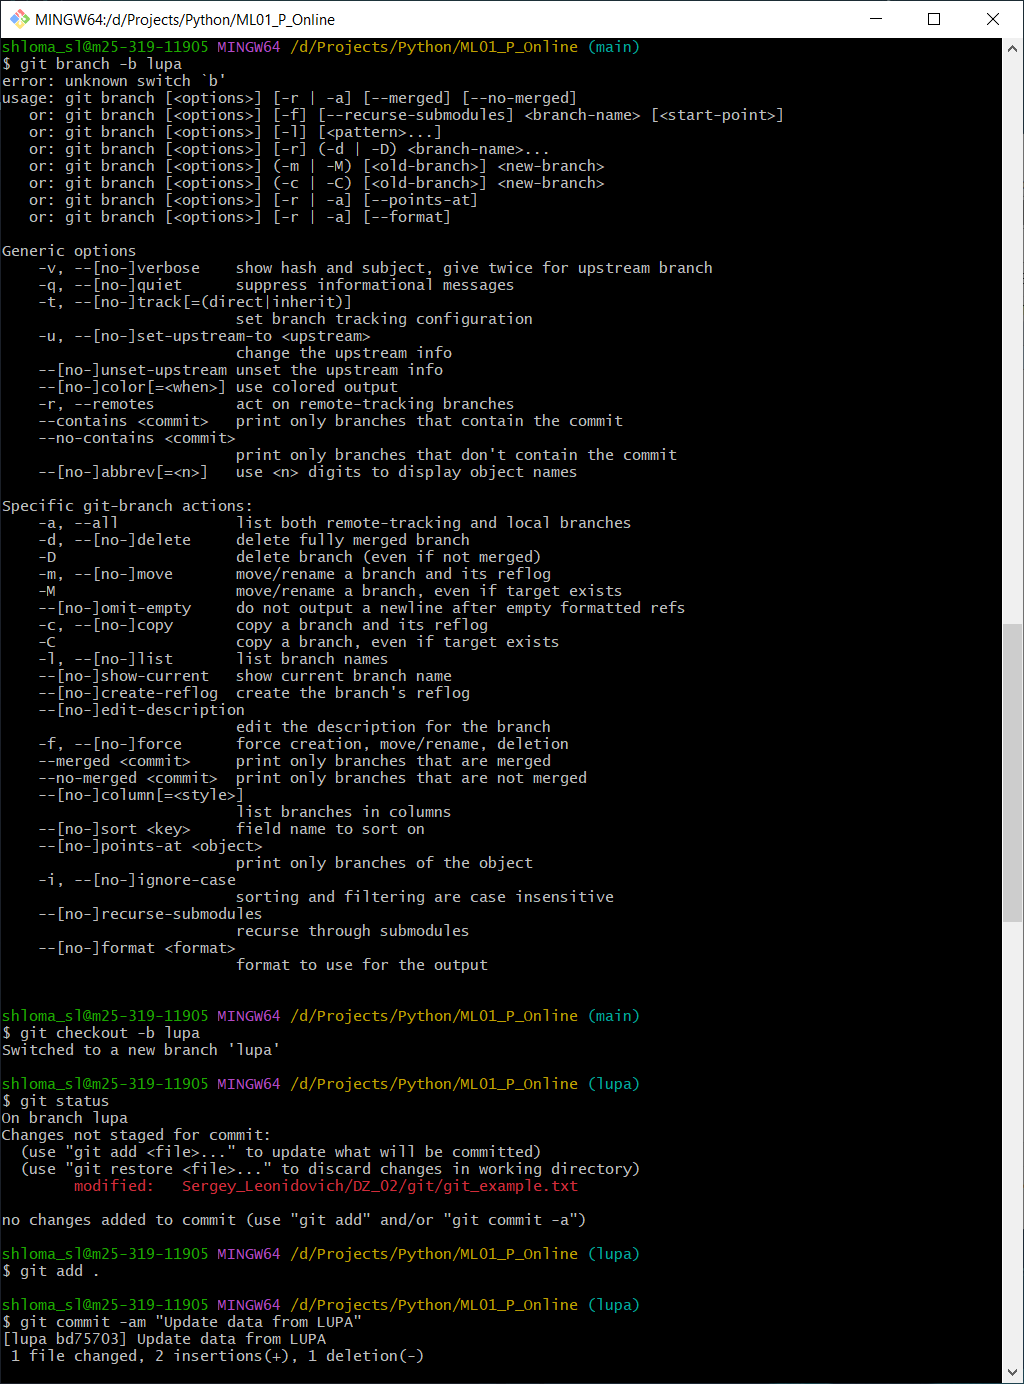 MINGW64:/d/Projects/Python/ML01_P_Online
shloma_sl@m25-319-11905 MINGW64 /d/Projects/Python/ML01_P_Online (main)
$ git branch -b lupa
error: unknown switch `b'
usage: git branch [<options>] [-r | -a] [--merged] [--no-merged]
   or: git branch [<options>] [-f] [--recurse-submodules] <branch-name> [<start-point>]
   or: git branch [<options>] [-l] [<pattern>...]
   or: git branch [<options>] [-r] (-d | -D) <branch-name>...
   or: git branch [<options>] (-m | -M) [<old-branch>] <new-branch>
   or: git branch [<options>] (-c | -C) [<old-branch>] <new-branch>
   or: git branch [<options>] [-r | -a] [--points-at]
   or: git branch [<options>] [-r | -a] [--format]

Generic options
    -v, --[no-]verbose    show hash and subject, give twice for upstream branch
    -q, --[no-]quiet      suppress informational messages
    -t, --[no-]track[=(direct|inherit)]
                          set branch tracking configuration
    -u, --[no-]set-upstream-to <upstream>
                          change the upstream info
    --[no-]unset-upstream unset the upstream info
    --[no-]color[=<when>] use colored output
    -r, --remotes         act on remote-tracking branches
    --contains <commit>   print only branches that contain the commit
    --no-contains <commit>
                          print only branches that don't contain the commit
    --[no-]abbrev[=<n>]   use <n> digits to display object names

Specific git-branch actions:
    -a, --all             list both remote-tracking and local branches
    -d, --[no-]delete     delete fully merged branch
    -D                    delete branch (even if not merged)
    -m, --[no-]move       move/rename a branch and its reflog
    -M                    move/rename a branch, even if target exists
    --[no-]omit-empty     do not output a newline after empty formatted refs
    -c, --[no-]copy       copy a branch and its reflog
    -C                    copy a branch, even if target exists
    -l, --[no-]list       list branch names
    --[no-]show-current   show current branch name
    --[no-]create-reflog  create the branch's reflog
    --[no-]edit-description
                          edit the description for the branch
    -f, --[no-]force      force creation, move/rename, deletion
    --merged <commit>     print only branches that are merged
    --no-merged <commit>  print only branches that are not merged
    --[no-]column[=<style>]
                          list branches in columns
    --[no-]sort <key>     field name to sort on
    --[no-]points-at <object>
                          print only branches of the object
    -i, --[no-]ignore-case
                          sorting and filtering are case insensitive
    --[no-]recurse-submodules
                          recurse through submodules
    --[no-]format <format>
                          format to use for the output

shloma_sl@m25-319-11905 MINGW64 /d/Projects/Python/ML01_P_Online (main)
$ git checkout -b lupa
Switched to a new branch 'lupa'

shloma_sl@m25-319-11905 MINGW64 /d/Projects/Python/ML01_P_Online (lupa)
$ git status
On branch lupa
Changes not staged for commit:
  (use "git add <file>..." to update what will be committed)
  (use "git restore <file>..." to discard changes in working directory)
        modified:   Sergey_Leonidovich/DZ_02/git/git_example.txt

no changes added to commit (use "git add" and/or "git commit -a")

shloma_sl@m25-319-11905 MINGW64 /d/Projects/Python/ML01_P_Online (lupa)
$ git add .

shloma_sl@m25-319-11905 MINGW64 /d/Projects/Python/ML01_P_Online (lupa)
$ git commit -am "Update data from LUPA"
[lupa bd75703] Update data from LUPA
 1 file changed, 2 insertions(+), 1 deletion(-)